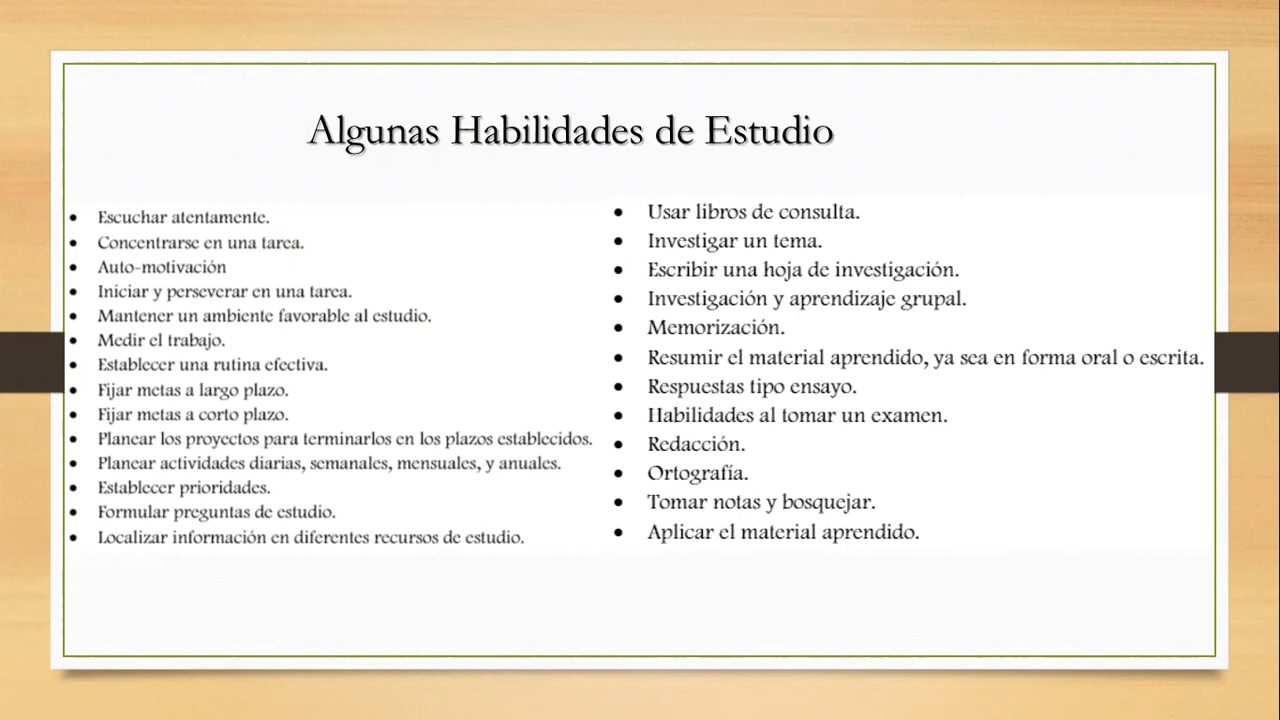 Algunas Habilidades de Estudio
• Escuchar atentamente.
• Concentrarse en una tarea.
• Auto-motivación
• Iniciar y perseverar en una tarea.
• Mantener un ambiente favorable al estudio.
• Medir el trabajo.
• Establecer una rutina efectiva.
• Fijar metas a largo plazo.
• Fijar metas a corto plazo.
• Planear los proyectos para terminarlos en los plazos establecidos.
• Planear actividades diarias, semanales, mensuales, y anuales.
• Establecer prioridades.
• Formular preguntas de estudio.
• Localizar información en diferentes recursos de estudio.
• Usar libros de consulta.
• Investigar un tema.
• Escribir una hoja de investigación.
• Investigación y aprendizaje grupal.
• Memorización.
• Resumir el material aprendido, ya sea en forma oral o escrita.
• Respuestas tipo ensayo.
• Habilidades al tomar un examen.
• Redacción.
• Ortografía.
• Tomar notas y bosquejar.
• Aplicar el material aprendido.